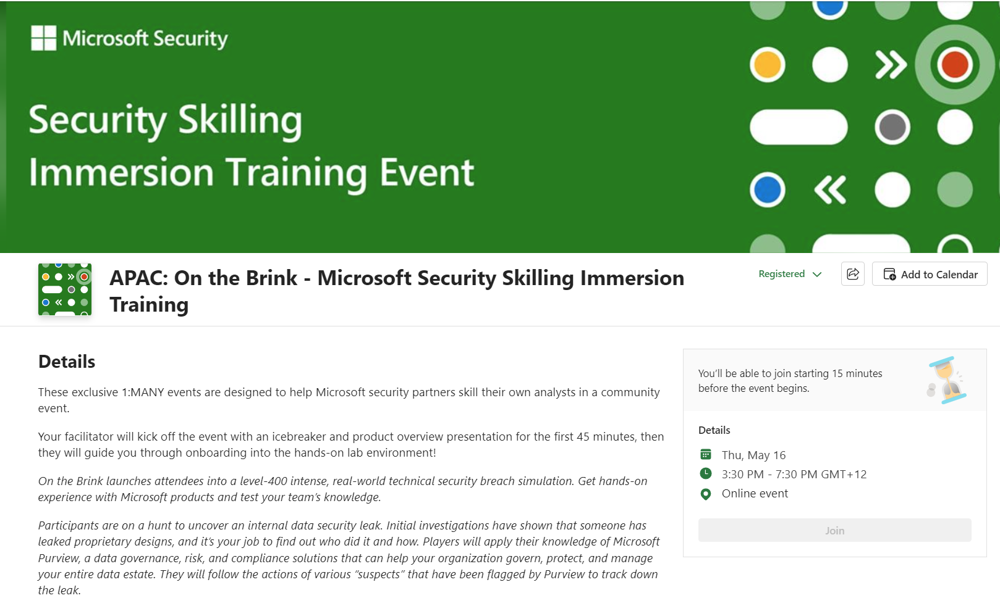 Microsoft Security
Security Skilling
Immersion Training Event
APAC: On the Brink - Microsoft Security Skilling Immersion
Training
Registered
Add to Calendar
Details
These exclusive 1:MANY events are designed to help Microsoft security partners skill their own analysts in a community
event.
Your facilitator will kick off the event with an icebreaker and product overview presentation for the first 45 minutes, then
they will guide you through onboarding into the hands-on lab environment!
On the Brink launches attendees into a level-400 intense, real-world technical security breach simulation. Get hands-on
experience with Microsoft products and test your team’s knowledge.
Participants are on a hunt to uncover an internal data security leak. Initial investigations have shown that someone has
leaked proprietary designs, and it’s your job to find out who did it and how. Players will apply their knowledge of Microsoft
Purview, a data governance, risk, and compliance solutions that can help your organization govern, protect, and manage
your entire data estate. They will follow the actions of various “suspects” that have been flagged by Purview to track down
the leak.
You’ll be able to join starting 15 minutes
before the event begins.
Details
Thu, May 16
3:30 PM - 7:30 PM GMT+12
Online event
Join